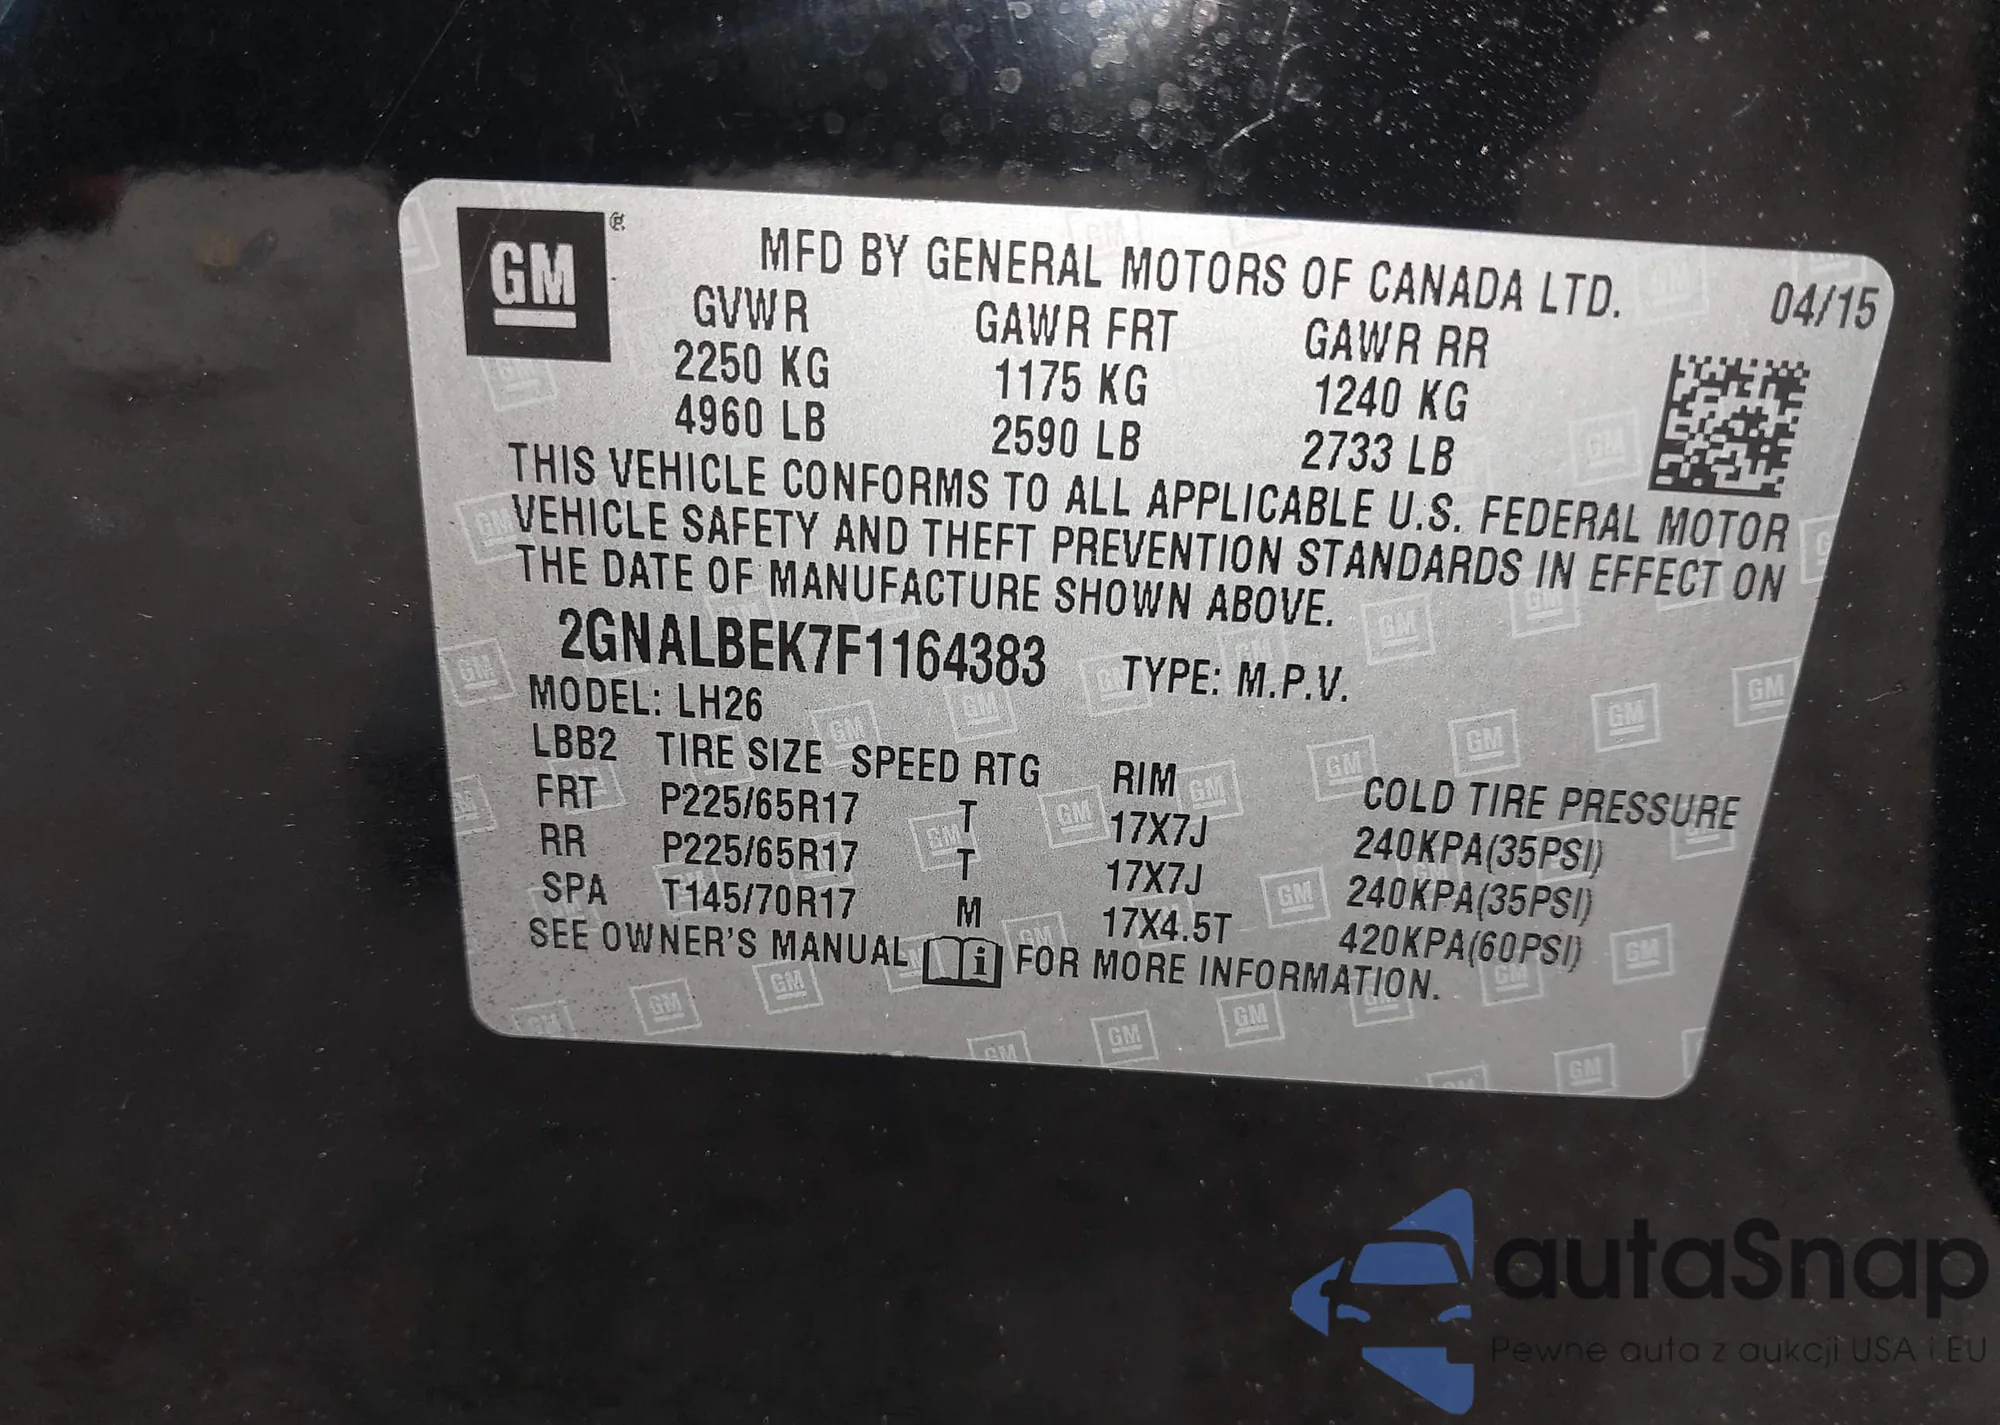 GM
MFD BY GENERAL MOTORS OF CANADA LTD.
04/15
GVWR GAWR FRT GAWR RR
2250 KG 1175 KG 1240 KG
4960 LB 2590 LB 2733 LB
THIS VEHICLE CONFORMS TO ALL APPLICABLE U.S. FEDERAL MOTOR
VEHICLE SAFETY AND THEFT PREVENTION STANDARDS IN EFFECT ON
THE DATE OF MANUFACTURE SHOWN ABOVE.
2GNALBEK7F1164383 TYPE: M.P.V.
MODEL: LH26
LBB2 TIRE SIZE SPEED RTG RIM COLD TIRE PRESSURE
FRT P225/65R17 T 17X7J 240KPA(35PSI)
RR P225/65R17 T 17X7J 240KPA(35PSI)
SPA T145/70R17 M 17X4.5T 420KPA(60PSI)
SEE OWNER'S MANUAL i FOR MORE INFORMATION.
autaSnap
Pewne auta z aukcji USA i EU